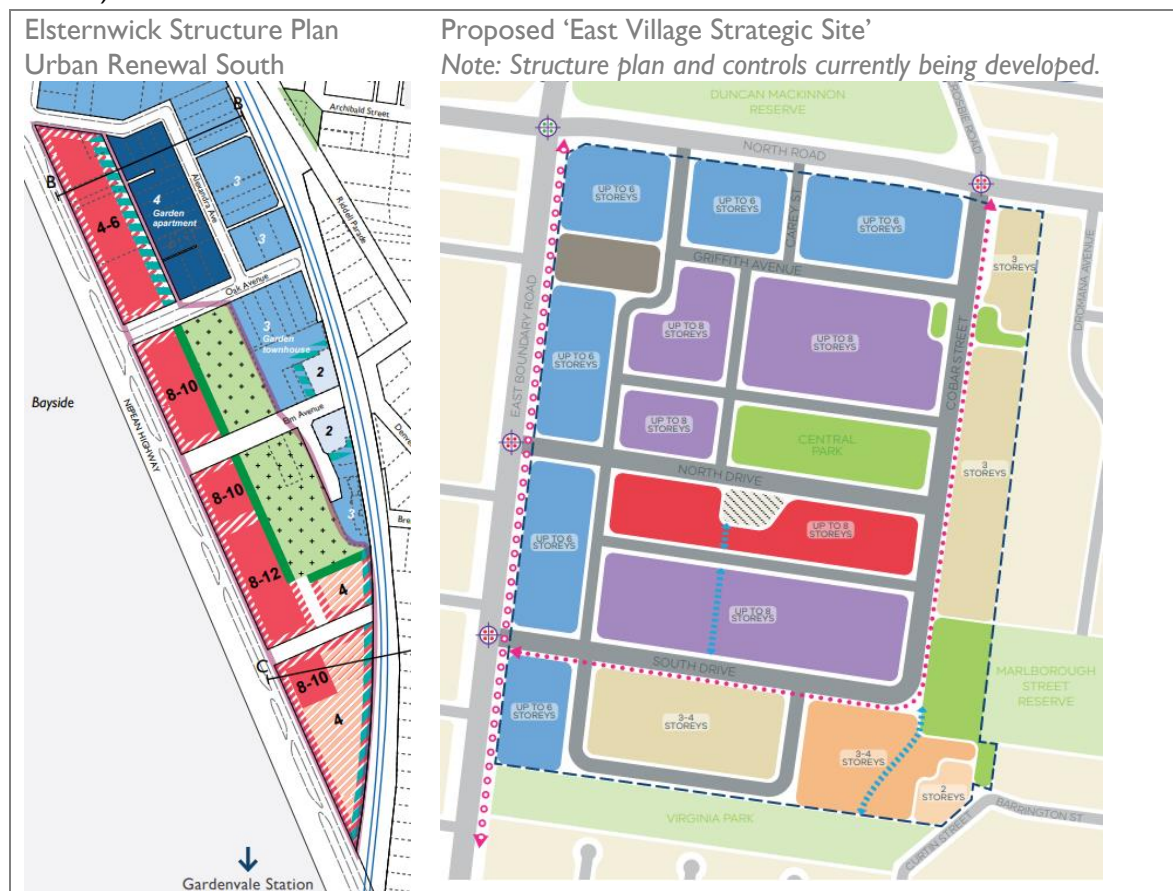 Elsternwick Structure Plan
Urban Renewal South
Archibald Street
B
B
4-6
4
Garden
apartment
Alexandra Ave
3
3
Riddell Parade
Oak Avenue
3
Garden
townhouse
2
8-10
Bayside
NEPEAN HIGHWAY
Elm Avenue
2
8-10
3
8-12
4
C
8-10
4
Gardenvale Station
Proposed ‘East Village Strategic Site’
Note: Structure plan and controls currently being developed.
DUNCAN MACKINNON
RESERVE
CROSBIE ROAD
NORTH ROAD
UP TO 6
STOREYS
UP TO 6
STOREYS
CAREY ST
UP TO 6
STOREYS
3
STOREYS
DROMANA AVENUE
GRIFFITH AVENUE
EAST BOUNDARY ROAD
UP TO 6
STOREYS
UP TO 8
STOREYS
UP TO 8
STOREYS
COBAR STREET
UP TO 8
STOREYS
CENTRAL
PARK
3
STOREYS
NORTH DRIVE
UP TO 6
STOREYS
UP TO 8
STOREYS
UP TO 8
STOREYS
SOUTH DRIVE
MARLBOROUGH
STREET
RESERVE
UP TO 6
STOREYS
3-4
STOREYS
3-4
STOREYS
2
STOREYS
VIRGINIA PARK
CURTIN STREET
BARRINGTON ST